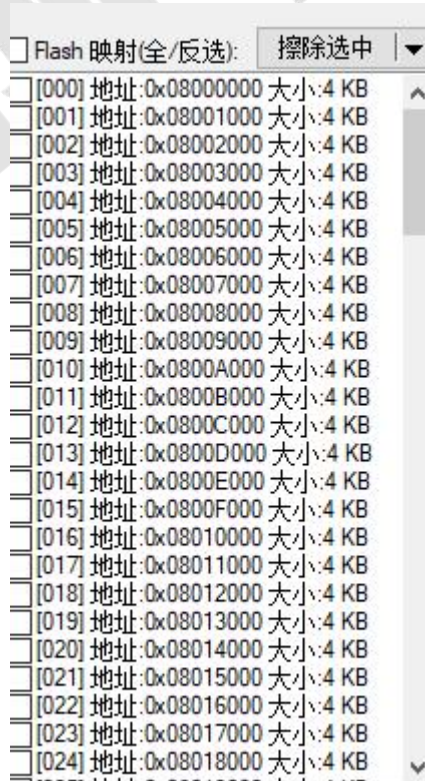 Flash 映射(全/反选): 擦除选中
[000] 地址:0x08000000 大小:4 KB
[001] 地址:0x08001000 大小:4 KB
[002] 地址:0x08002000 大小:4 KB
[003] 地址:0x08003000 大小:4 KB
[004] 地址:0x08004000 大小:4 KB
[005] 地址:0x08005000 大小:4 KB
[006] 地址:0x08006000 大小:4 KB
[007] 地址:0x08007000 大小:4 KB
[008] 地址:0x08008000 大小:4 KB
[009] 地址:0x08009000 大小:4 KB
[010] 地址:0x0800A000 大小:4 KB
[011] 地址:0x0800B000 大小:4 KB
[012] 地址:0x0800C000 大小:4 KB
[013] 地址:0x0800D000 大小:4 KB
[014] 地址:0x0800E000 大小:4 KB
[015] 地址:0x0800F000 大小:4 KB
[016] 地址:0x08010000 大小:4 KB
[017] 地址:0x08011000 大小:4 KB
[018] 地址:0x08012000 大小:4 KB
[019] 地址:0x08013000 大小:4 KB
[020] 地址:0x08014000 大小:4 KB
[021] 地址:0x08015000 大小:4 KB
[022] 地址:0x08016000 大小:4 KB
[023] 地址:0x08017000 大小:4 KB
[024] 地址:0x08018000 大小:4 KB